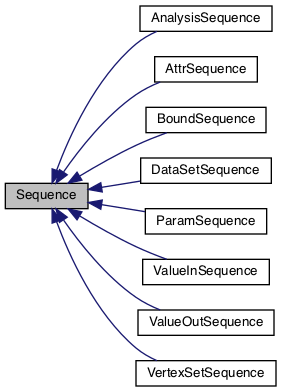 AnalysisSequence
AttrSequence
BoundSequence
DataSetSequence
Sequence
ParamSequence
ValueInSequence
ValueOutSequence
VertexSetSequence